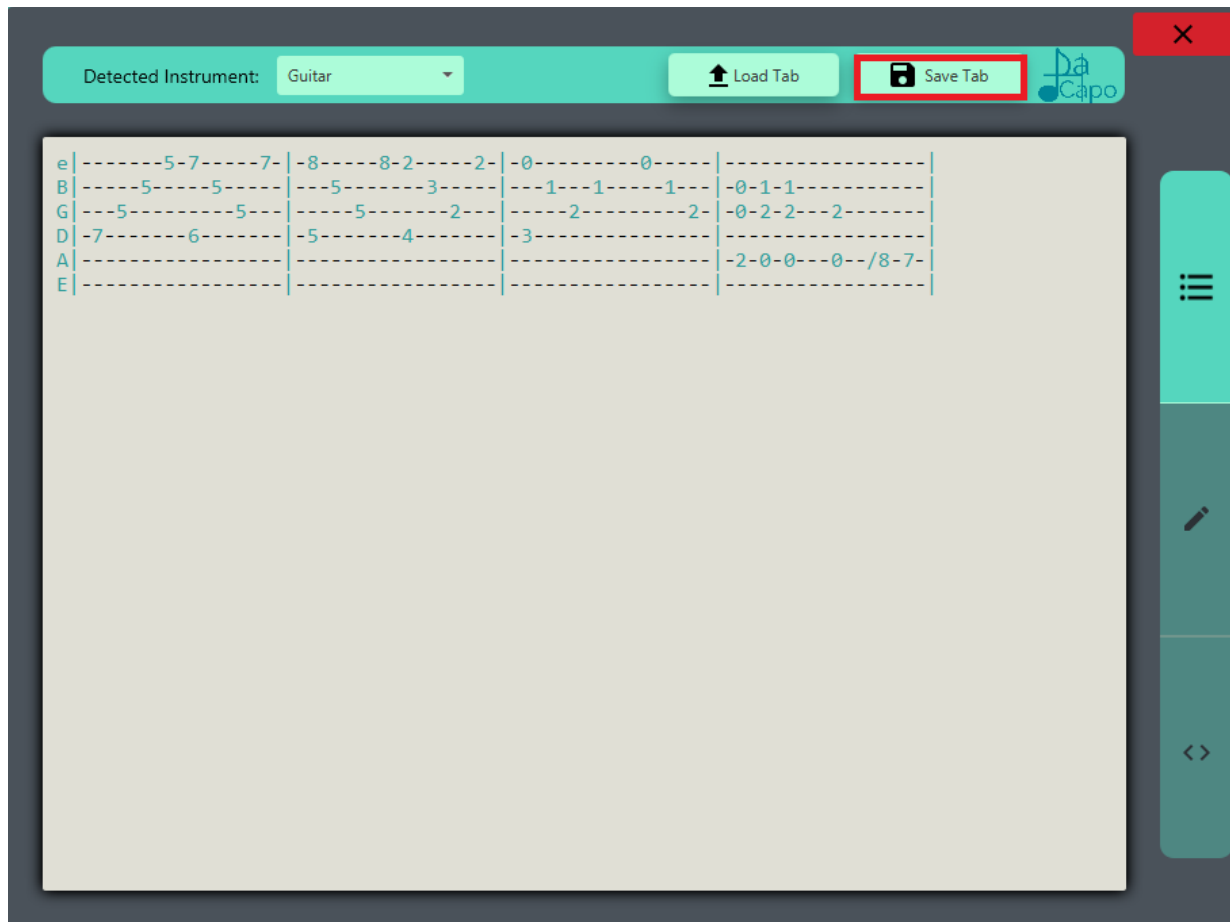 Detected Instrument: Guitar Load Tab Save Tab Da Capo
e|-------5-7-----7-|-8-----8-2-----2-|-0---------0-----|-----------------|
B|-----5-----5-----|---5-------3-----|---1---1-----1---|-0-1-1-----------|
G|---5---------5---|-----5-------2---|-----2---------2-|-0-2-2---2-------|
D|-7-------6-------|-5-------4-------|-3---------------|-----------------|
A|-----------------|-----------------|-----------------|-2-0-0---0--/8-7-|
E|-----------------|-----------------|-----------------|-----------------|